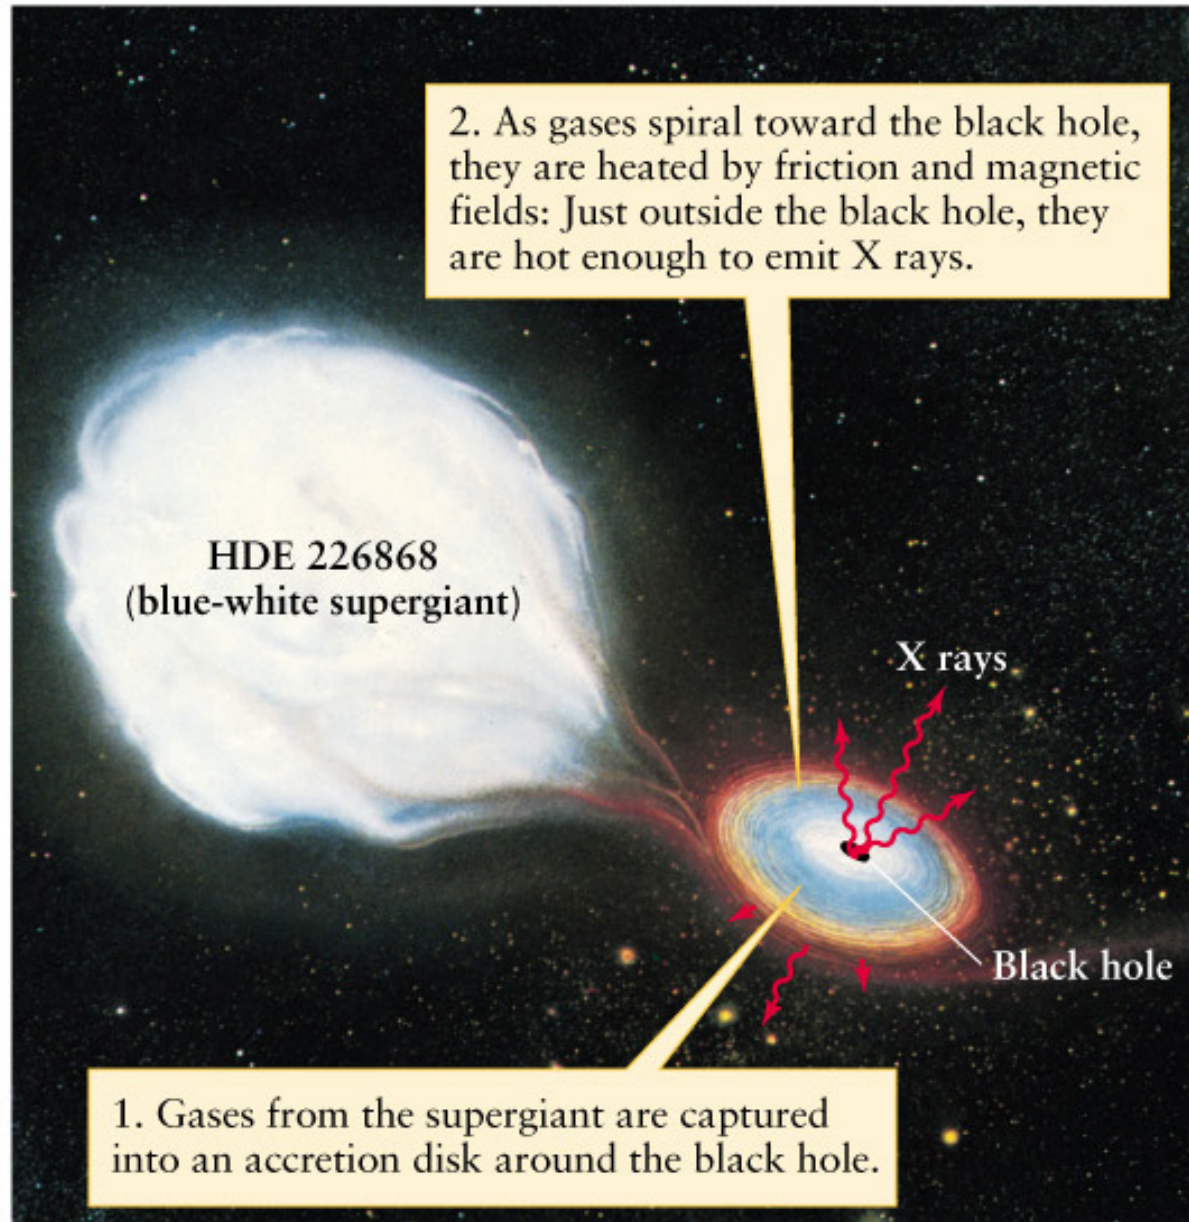 2. As gases spiral toward the black hole,
they are heated by friction and magnetic
fields: Just outside the black hole, they
are hot enough to emit X rays.
HDE 226868
(blue-white supergiant)
X rays
Black hole
1. Gases from the supergiant are captured
into an accretion disk around the black hole.